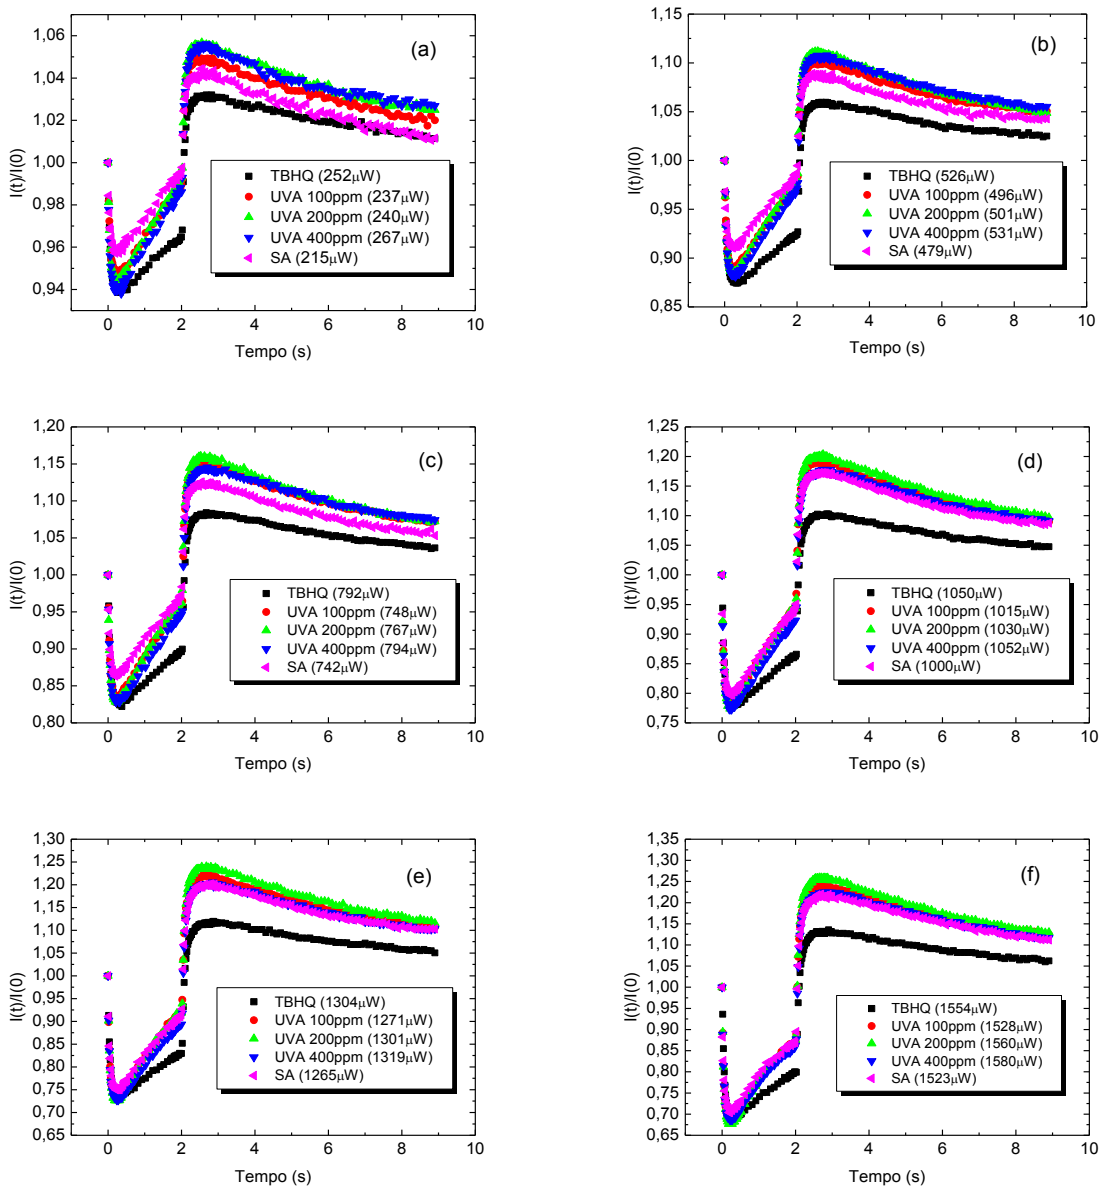 (a)
I(t)/I(0)
1,06
1,04
1,02
1,00
0,98
0,96
0,94
TBHQ (252µW)
UVA 100ppm (237µW)
UVA 200ppm (240µW)
UVA 400ppm (267µW)
SA (215µW)
0 2 4 6 8 10
Tempo (s)
(b)
I(t)/I(0)
1,15
1,10
1,05
1,00
0,95
0,90
0,85
TBHQ (526µW)
UVA 100ppm (496µW)
UVA 200ppm (501µW)
UVA 400ppm (531µW)
SA (479µW)
0 2 4 6 8 10
Tempo (s)
(c)
I(t)/I(0)
1,20
1,15
1,10
1,05
1,00
0,95
0,90
0,85
0,80
TBHQ (792µW)
UVA 100ppm (748µW)
UVA 200ppm (767µW)
UVA 400ppm (794µW)
SA (742µW)
0 2 4 6 8 10
Tempo (s)
(d)
I(t)/I(0)
1,25
1,20
1,15
1,10
1,05
1,00
0,95
0,90
0,85
0,80
0,75
TBHQ (1050µW)
UVA 100ppm (1015µW)
UVA 200ppm (1030µW)
UVA 400ppm (1052µW)
SA (1000µW)
0 2 4 6 8 10
Tempo (s)
(e)
I(t)/I(0)
1,30
1,25
1,20
1,15
1,10
1,05
1,00
0,95
0,90
0,85
0,80
0,75
0,70
0,65
TBHQ (1304µW)
UVA 100ppm (1271µW)
UVA 200ppm (1301µW)
UVA 400ppm (1319µW)
SA (1265µW)
0 2 4 6 8 10
Tempo (s)
(f)
I(t)/I(0)
1,35
1,30
1,25
1,20
1,15
1,10
1,05
1,00
0,95
0,90
0,85
0,80
0,75
0,70
0,65
TBHQ (1554µW)
UVA 100ppm (1528µW)
UVA 200ppm (1560µW)
UVA 400ppm (1580µW)
SA (1523µW)
0 2 4 6 8 10
Tempo (s)